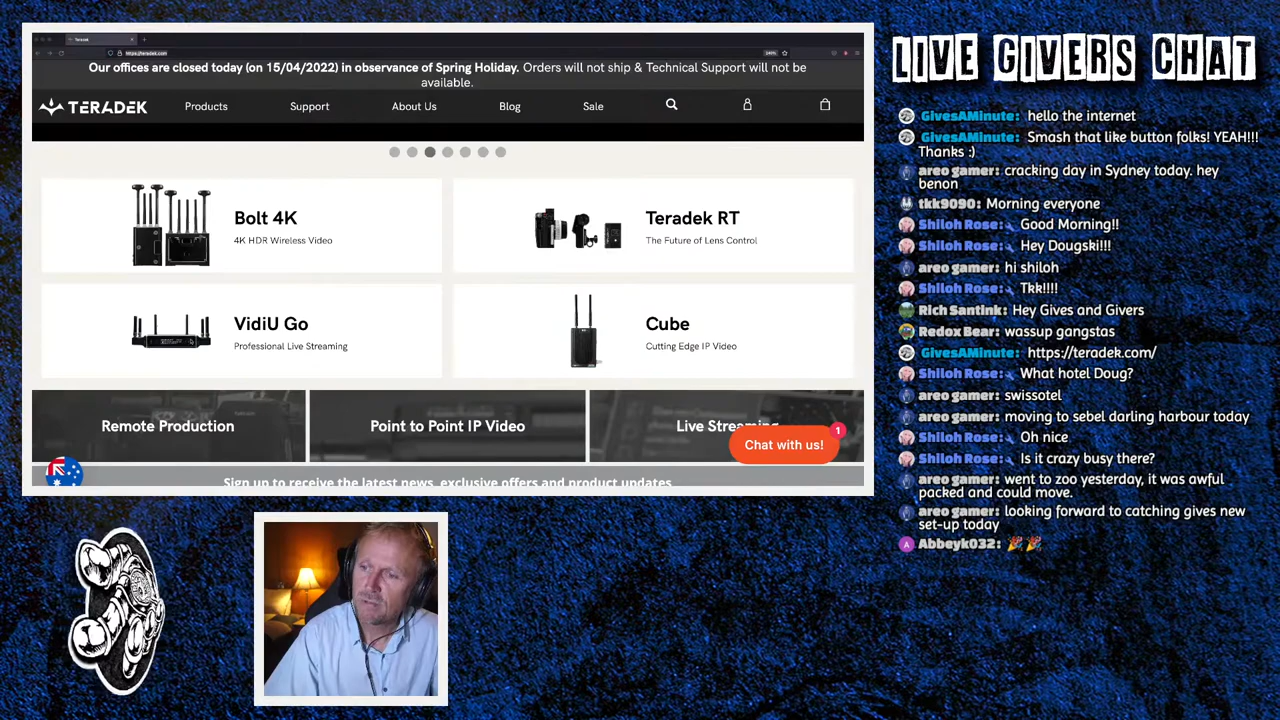 Teradek
https://teradek.com
240%
Our offices are closed today (on 15/04/2022) in observance of Spring Holiday. Orders will not ship & Technical Support will not be
available.
TERADEK
Products
Support
About Us
Blog
Sale
Bolt 4K
4K HDR Wireless Video
Teradek RT
The Future of Lens Control
VidiU Go
Professional Live Streaming
Cube
Cutting Edge IP Video
Remote Production
Point to Point IP Video
Live Streaming
Chat with us!
1
Sign up to receive the latest news, exclusive offers and product updates
LIVE GIVERS CHAT
GivesAMinute: hello the internet
GivesAMinute: Smash that like button folks! YEAH!!!
Thanks :)
areo gamer: cracking day in Sydney today. hey
benon
tkk9090: Morning everyone
Shiloh Rose: Good Morning!!
Shiloh Rose: Hey Dougski!!!
areo gamer: hi shiloh
Shiloh Rose: Tkk!!!!
Rich Santink: Hey Gives and Givers
Redox Bear: wassup gangstas
GivesAMinute: https://teradek.com/
Shiloh Rose: What hotel Doug?
areo gamer: swissotel
areo gamer: moving to sebel darling harbour today
Shiloh Rose: Oh nice
Shiloh Rose: Is it crazy busy there?
areo gamer: went to zoo yesterday, it was awful
packed and could move.
areo gamer: looking forward to catching gives new
set-up today
A
Abbeyk032: 🎉🎉